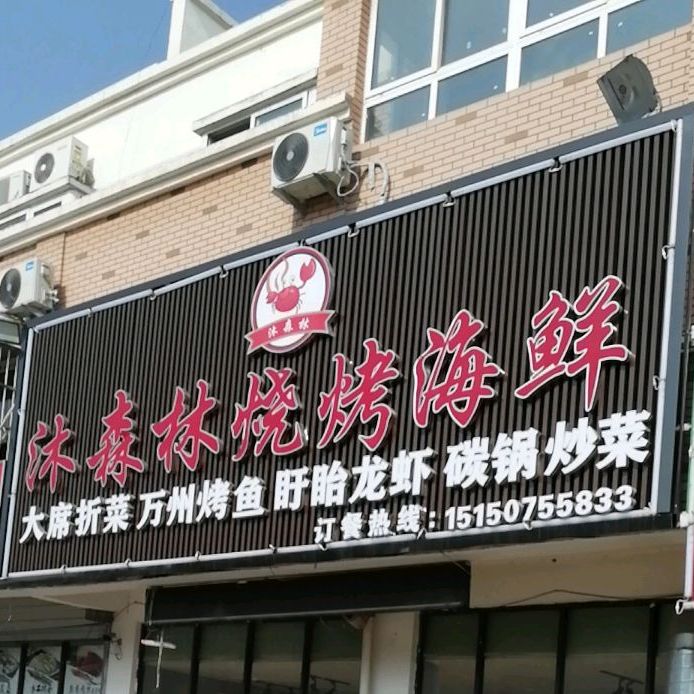 沐森林
沐森林烧烤海鲜
大席折菜 万州烤鱼 盱眙龙虾 碳锅炒菜
订餐热线：15150755833